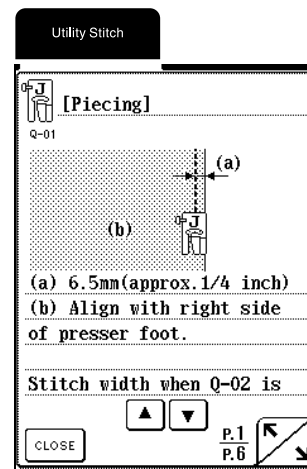 Utility Stitch
J
[Piecing]
Q-01
(a)
(b)
J
(a) 6.5mm(approx.1/4 inch)
(b) Align with right side
of presser foot.
Stitch width when Q-02 is
CLOSE
P.1
P.6